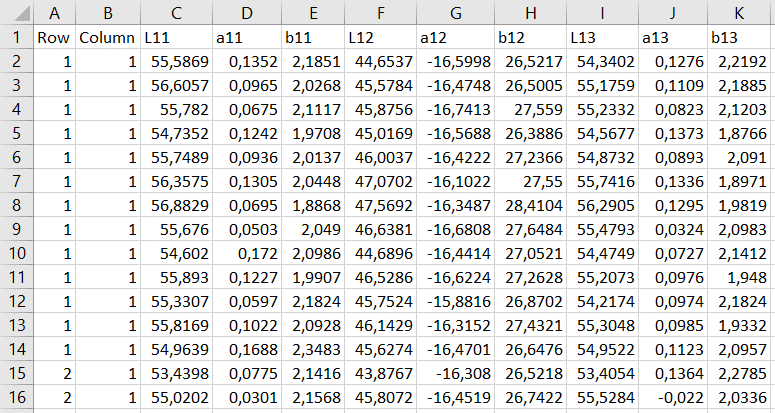 A B C D E F G H I J K
1 Row Column L11 a11 b11 L12 a12 b12 L13 a13 b13
2 1 1 55,5869 0,1352 2,1851 44,6537 -16,5998 26,5217 54,3402 0,1276 2,2192
3 1 1 56,6057 0,0965 2,0268 45,5784 -16,4748 26,5005 55,1759 0,1109 2,1885
4 1 1 55,782 0,0675 2,1117 45,8756 -16,7413 27,559 55,2332 0,0823 2,1203
5 1 1 54,7352 0,1242 1,9708 45,0169 -16,5688 26,3886 54,5677 0,1373 1,8766
6 1 1 55,7489 0,0936 2,0137 46,0037 -16,4222 27,2366 54,8732 0,0893 2,091
7 1 1 56,3575 0,1305 2,0448 47,0702 -16,1022 27,55 55,7416 0,1336 1,8971
8 1 1 56,8829 0,0695 1,8868 47,5692 -16,3487 28,4104 56,2905 0,1295 1,9819
9 1 1 55,676 0,0503 2,049 46,6381 -16,6808 27,6484 55,4793 0,0324 2,0983
10 1 1 54,602 0,172 2,0986 44,6896 -16,4414 27,0521 54,4749 0,0727 2,1412
11 1 1 55,893 0,1227 1,9907 46,5286 -16,6224 27,2628 55,2073 0,0976 1,948
12 1 1 55,3307 0,0597 2,1824 45,7524 -15,8816 26,8702 54,2174 0,0974 2,1824
13 1 1 55,8169 0,1022 2,0928 46,1429 -16,3152 27,4321 55,3048 0,0985 1,9332
14 1 1 54,9639 0,1688 2,3483 45,6274 -16,4701 26,6476 54,9522 0,1123 2,0957
15 2 1 53,4398 0,0775 2,1416 43,8767 -16,308 26,5218 53,4054 0,1364 2,2785
16 2 1 55,0202 0,0301 2,1568 45,8072 -16,4519 26,7422 55,5284 -0,022 2,0336